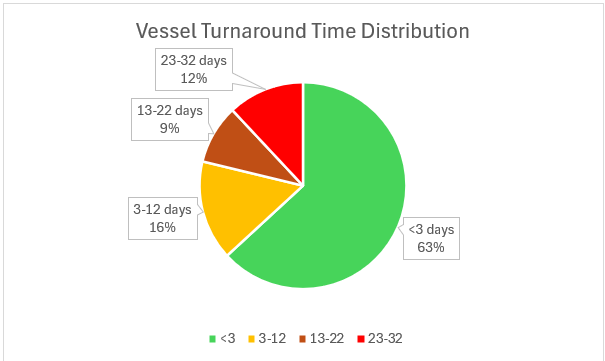 Vessel Turnaround Time Distribution
23-32 days
12%
13-22 days
9%
3-12 days
16%
<3 days
63%
<3 3-12 13-22 23-32